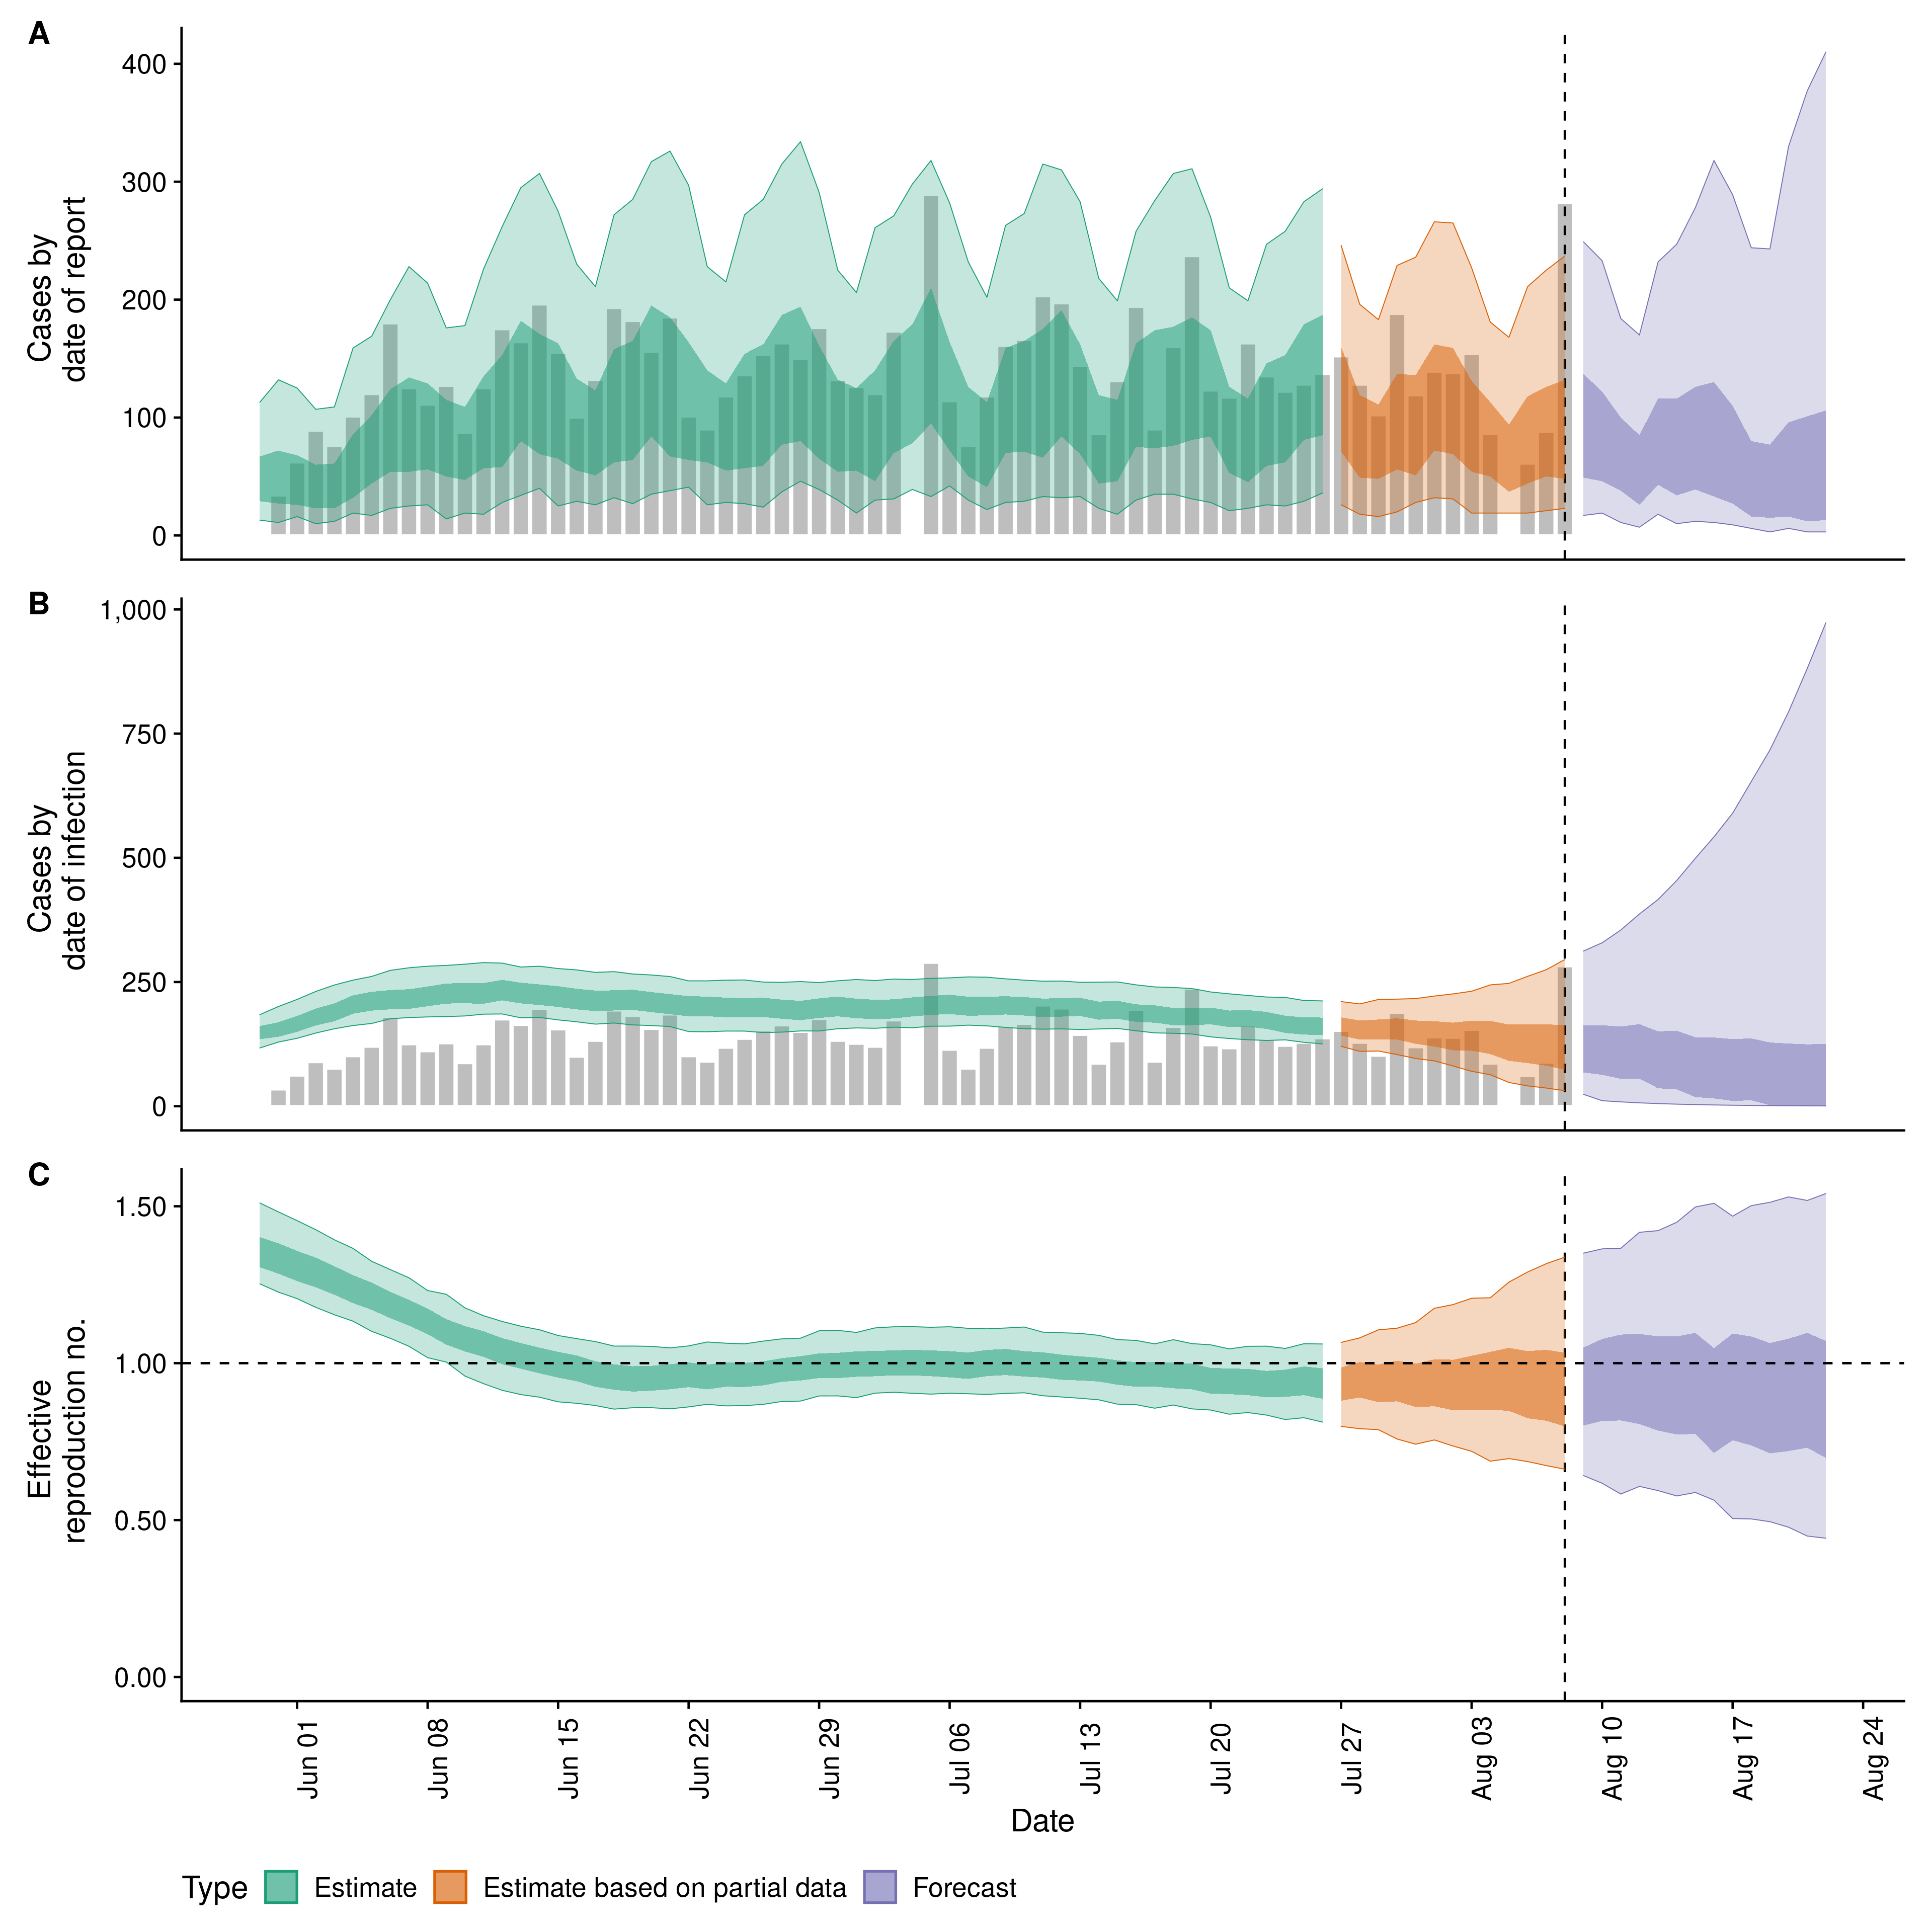 A
Cases by
date of report
400
300
200
100
0
B
Cases by
date of infection
1,000
750
500
250
0
C
Effective
reproduction no.
1.50
1.00
0.50
0.00
Jun 01
Jun 08
Jun 15
Jun 22
Jun 29
Jul 06
Jul 13
Jul 20
Jul 27
Aug 03
Aug 10
Aug 17
Aug 24
Date
Type Estimate Estimate based on partial data Forecast